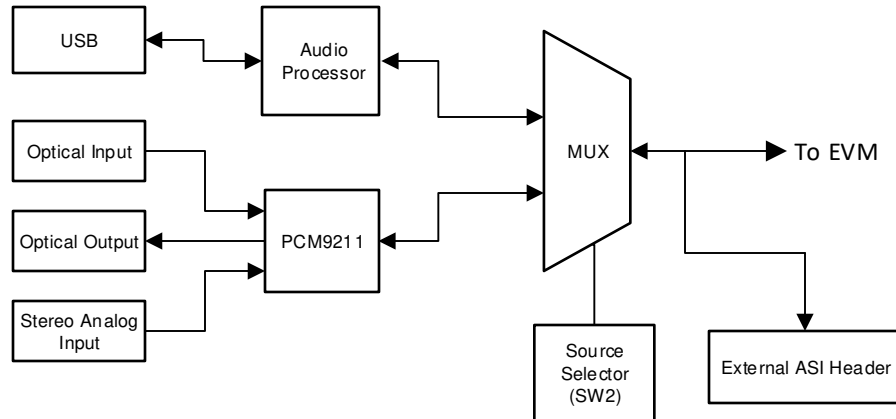 USB
Audio
Processor
Optical Input
MUX
To EVM
Optical Output
PCM9211
Stereo Analog
Input
Source
Selector
(SW2)
External ASI Header